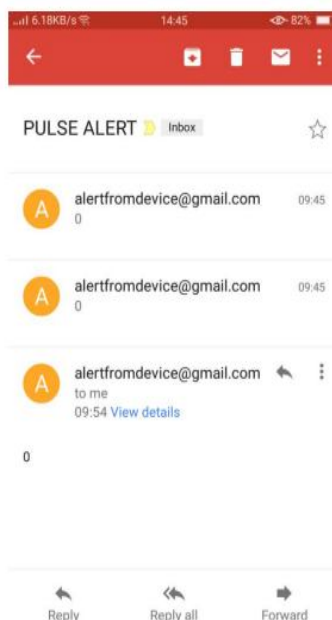 6.18KB/s 14:45 82%
PULSE ALERT Inbox
A alertfromdevice@gmail.com 09:45
0
A alertfromdevice@gmail.com 09:45
0
A alertfromdevice@gmail.com
to me
09:54 View details
0
Reply Reply all Forward